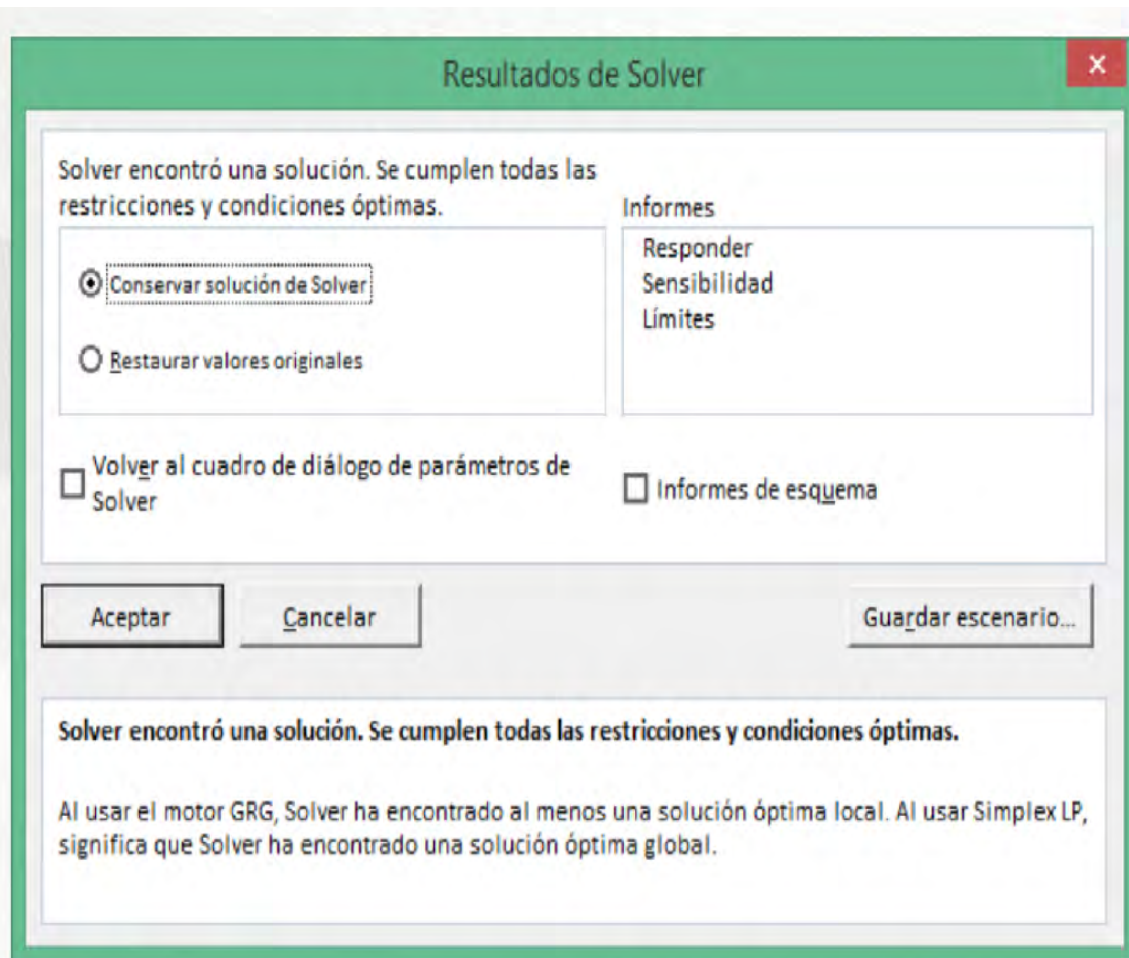 Resultados de Solver
x
Solver encontró una solución. Se cumplen todas las
restricciones y condiciones óptimas.
Informes
Conservar solución de Solver
Restaurar valores originales
Responder
Sensibilidad
Límites
Volver al cuadro de diálogo de parámetros de
Solver
Informes de esquema
Aceptar
Cancelar
Guardar escenario...
Solver encontró una solución. Se cumplen todas las restricciones y condiciones óptimas.
Al usar el motor GRG, Solver ha encontrado al menos una solución óptima local. Al usar Simplex LP,
significa que Solver ha encontrado una solución óptima global.